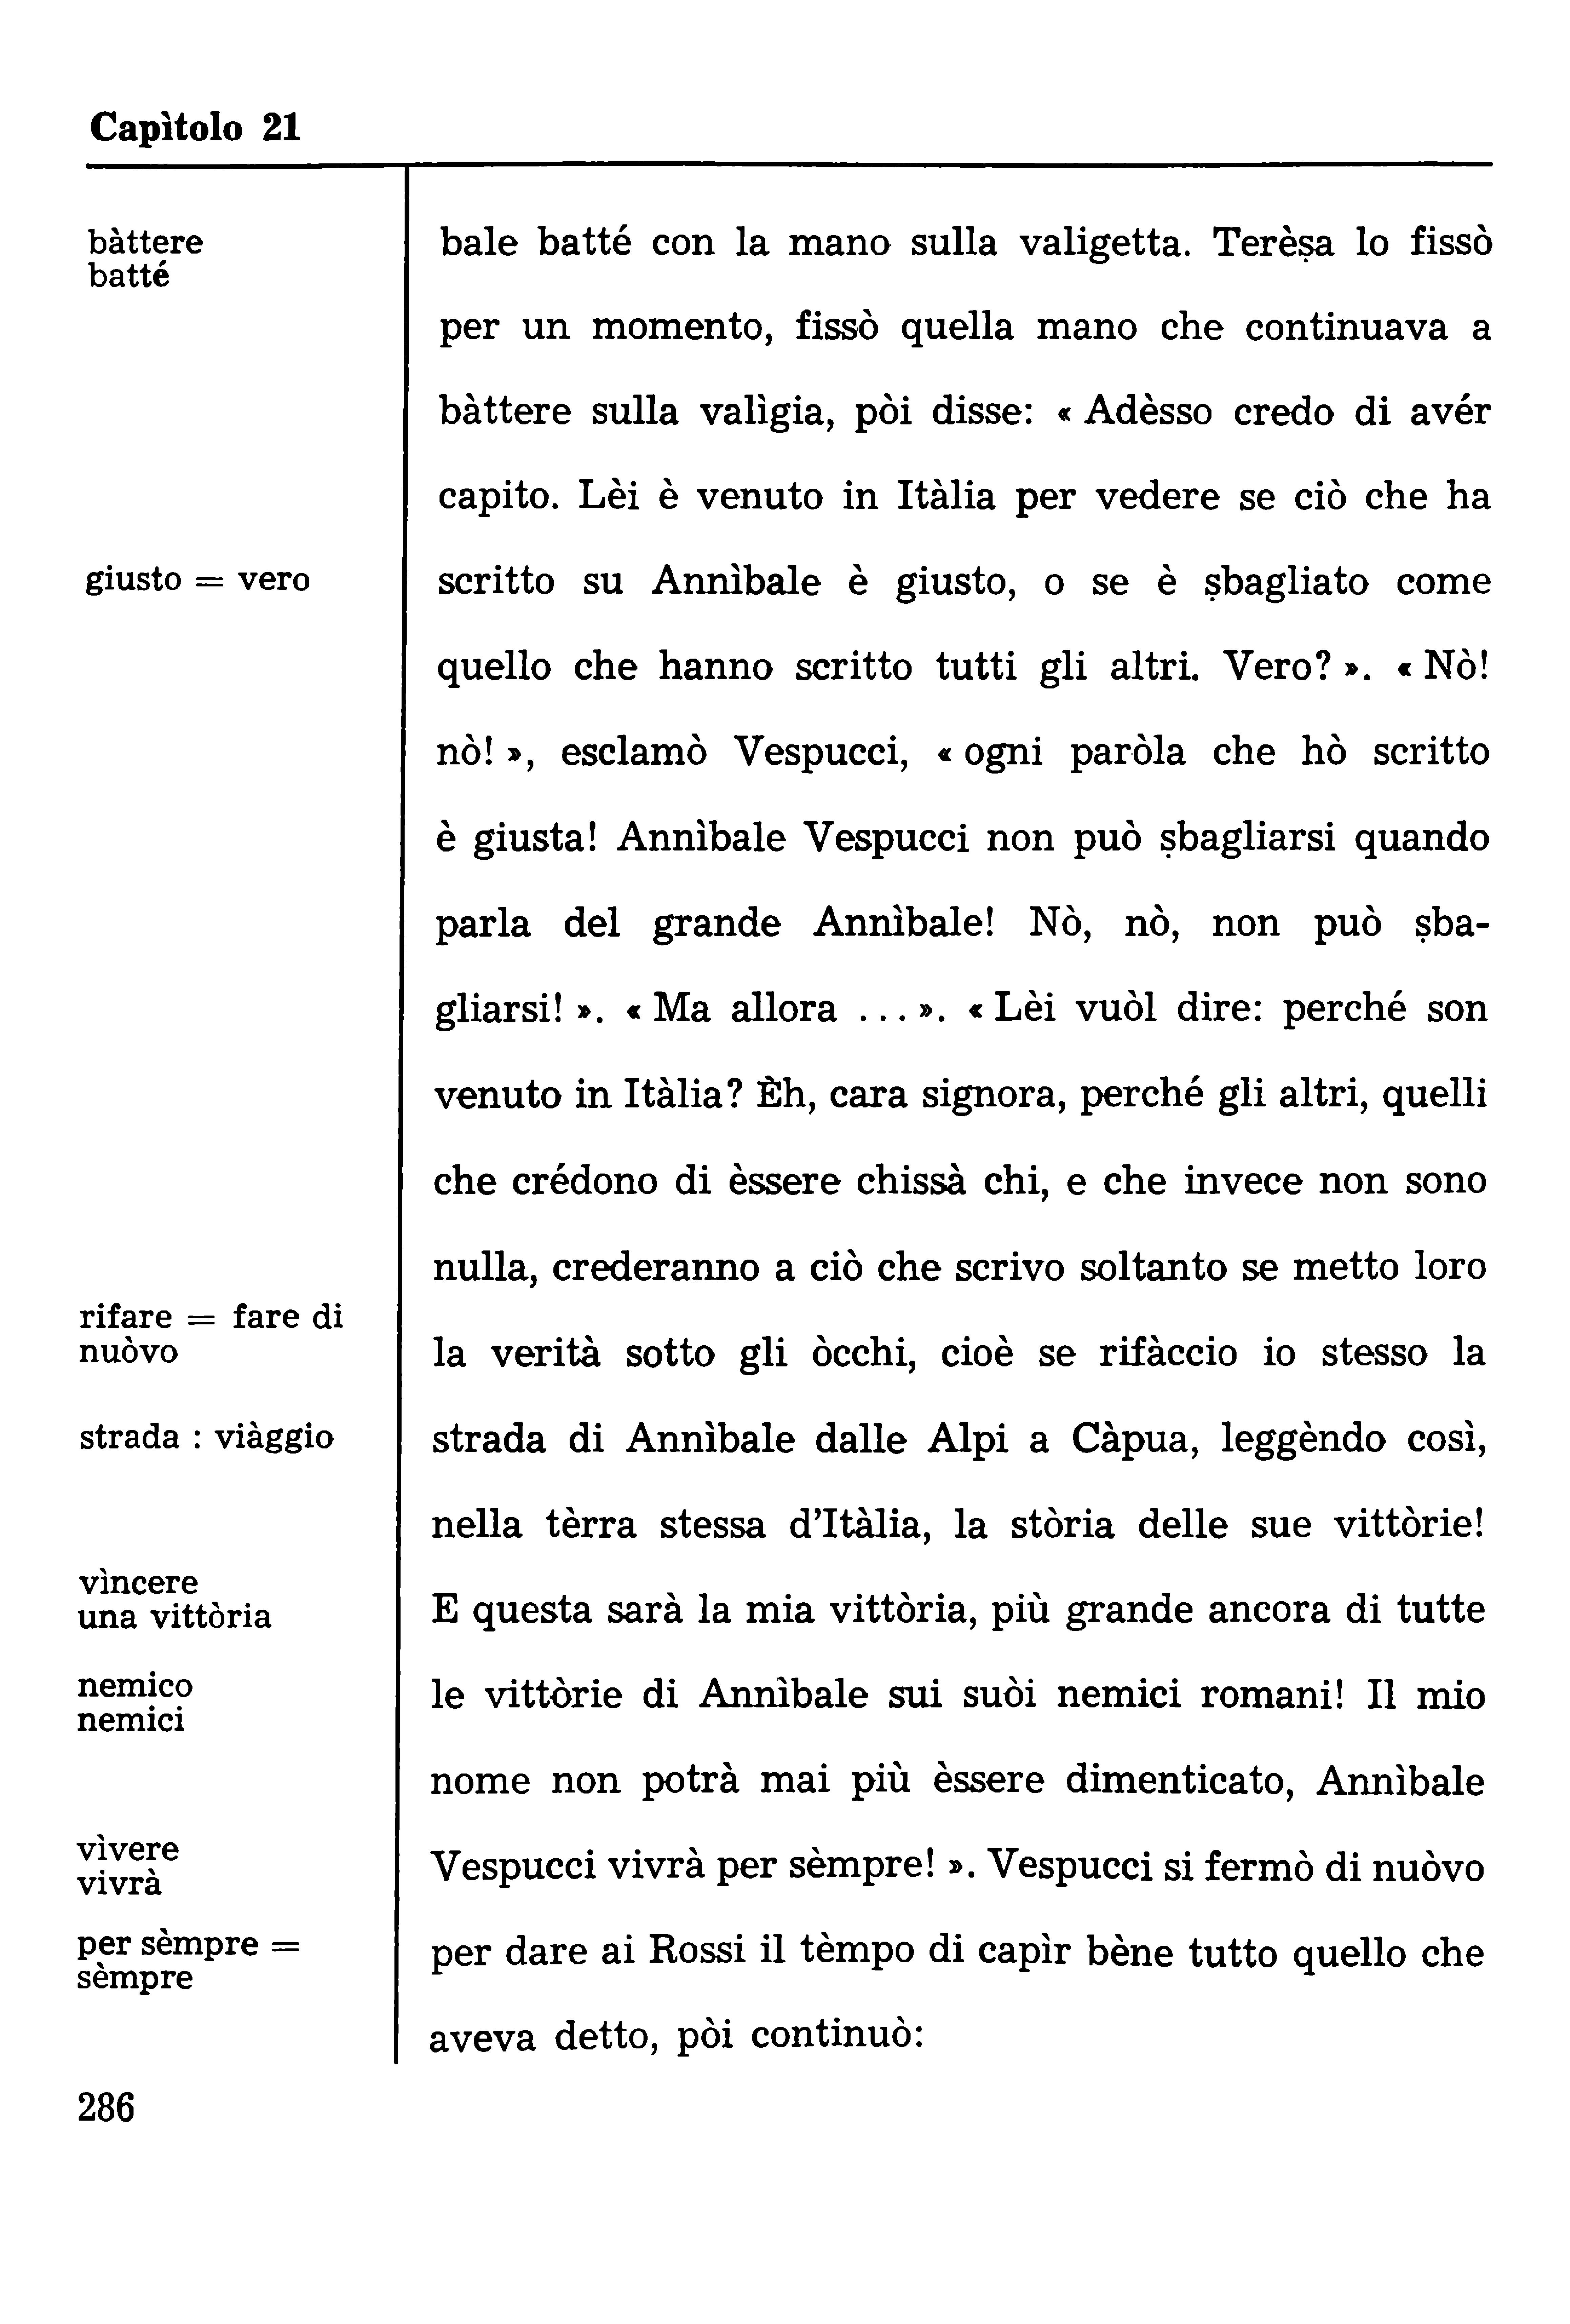 Capìtolo 21
bàttere
batté
giusto = vero
rifare = fare di
nuòvo
strada : viàggio
vìncere
una vittòria
nemico
nemici
vìvere
vivrà
per sèmpre =
sèmpre
bale batté con la mano sulla valigetta. Terèṣa lo fissò
per un momento, fissò quella mano che continuava a
bàttere sulla valìgia, pòi disse: « Adèsso credo di avér
capito. Lèi è venuto in Itàlia per vedere se ciò che ha
scritto su Annìbale è giusto, o se è ṣbagliato come
quello che hanno scritto tutti gli altri. Vero? ». « Nò!
nò! », esclamò Vespucci, « ogni paròla che hò scritto
è giusta! Annìbale Vespucci non può ṣbagliarsi quando
parla del grande Annìbale! Nò, nò, non può ṣba-
gliarsi! ». « Ma allora ... ». « Lèi vuòl dire: perché son
venuto in Itàlia? Èh, cara signora, perché gli altri, quelli
che crédono di èssere chissà chi, e che invece non sono
nulla, crederanno a ciò che scrivo soltanto se metto loro
la verità sotto gli òcchi, cioè se rifàccio io stesso la
strada di Annìbale dalle Alpi a Càpua, leggèndo così,
nella tèrra stessa d'Itàlia, la stòria delle sue vittòrie!
E questa sarà la mia vittòria, più grande ancora di tutte
le vittòrie di Annìbale sui suòi nemici romani! Il mio
nome non potrà mai più èssere dimenticato, Annìbale
Vespucci vivrà per sèmpre! ». Vespucci si fermò di nuòvo
per dare ai Rossi il tèmpo di capìr bène tutto quello che
aveva detto, pòi continuò:
286